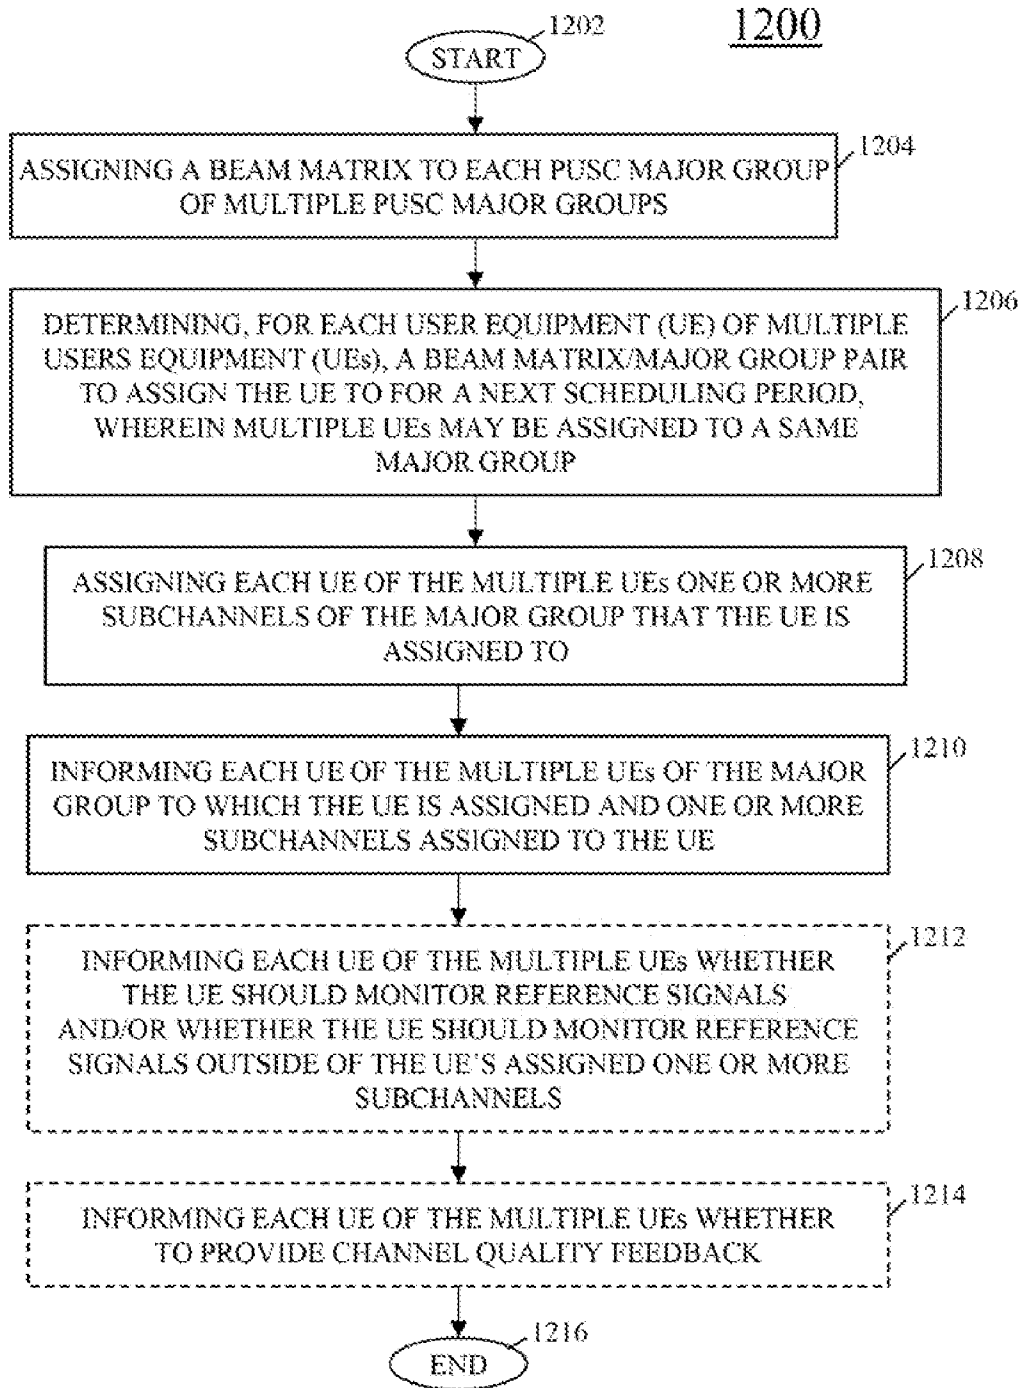 1200
1202
START
1204
ASSIGNING A BEAM MATRIX TO EACH PUSC MAJOR GROUP
OF MULTIPLE PUSC MAJOR GROUPS
1206
DETERMINING, FOR EACH USER EQUIPMENT (UE) OF MULTIPLE
USERS EQUIPMENT (UEs), A BEAM MATRIX/MAJOR GROUP PAIR
TO ASSIGN THE UE TO FOR A NEXT SCHEDULING PERIOD,
WHEREIN MULTIPLE UEs MAY BE ASSIGNED TO A SAME
MAJOR GROUP
1208
ASSIGNING EACH UE OF THE MULTIPLE UEs ONE OR MORE
SUBCHANNELS OF THE MAJOR GROUP THAT THE UE IS
ASSIGNED TO
1210
INFORMING EACH UE OF THE MULTIPLE UEs OF THE MAJOR
GROUP TO WHICH THE UE IS ASSIGNED AND ONE OR MORE
SUBCHANNELS ASSIGNED TO THE UE
1212
INFORMING EACH UE OF THE MULTIPLE UEs WHETHER
THE UE SHOULD MONITOR REFERENCE SIGNALS
AND/OR WHETHER THE UE SHOULD MONITOR REFERENCE
SIGNALS OUTSIDE OF THE UE'S ASSIGNED ONE OR MORE
SUBCHANNELS
1214
INFORMING EACH UE OF THE MULTIPLE UEs WHETHER
TO PROVIDE CHANNEL QUALITY FEEDBACK
1216
END